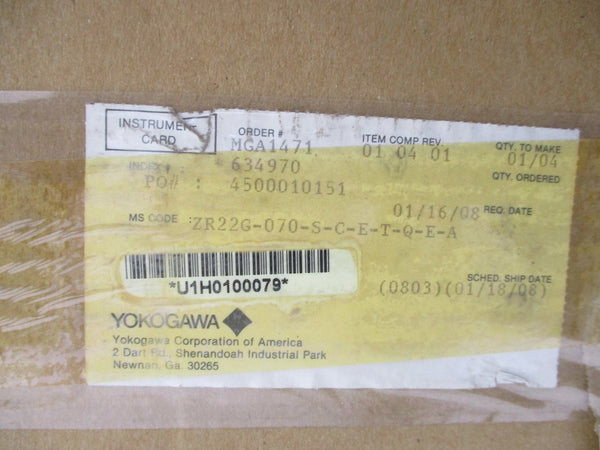 INSTRUMENT CARD
ORDER # MGA1471
ITEM COMP REV. 01 04 01
QTY. TO MAKE 01/04
INDEX # 634970
QTY. ORDERED
PO# : 4500010151
01/16/08 REQ. DATE
MS CODE :ZR22G-070-S-C-E-T-Q-E-A
*U1H0100079*
SCHED. SHIP DATE
(0803)(01/18/08)
YOKOGAWA
Yokogawa Corporation of America
2 Dart Rd., Shenandoah Industrial Park
Newnan, Ga. 30265